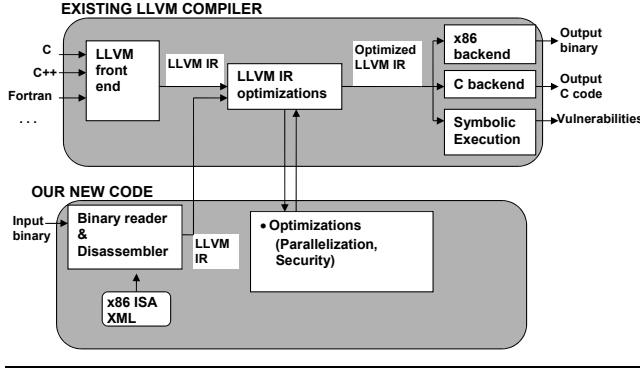 EXISTING LLVM COMPILER
C
C++
Fortran
. . .
LLVM
front
end
LLVM IR
LLVM IR
optimizations
Optimized
LLVM IR
x86
backend
C backend
Symbolic
Execution
Output
binary
Output
C code
Vulnerabilities
OUR NEW CODE
Input
binary
Binary reader
&
Disassembler
LLVM
IR
x86 ISA
XML
• Optimizations
(Parallelization,
Security)